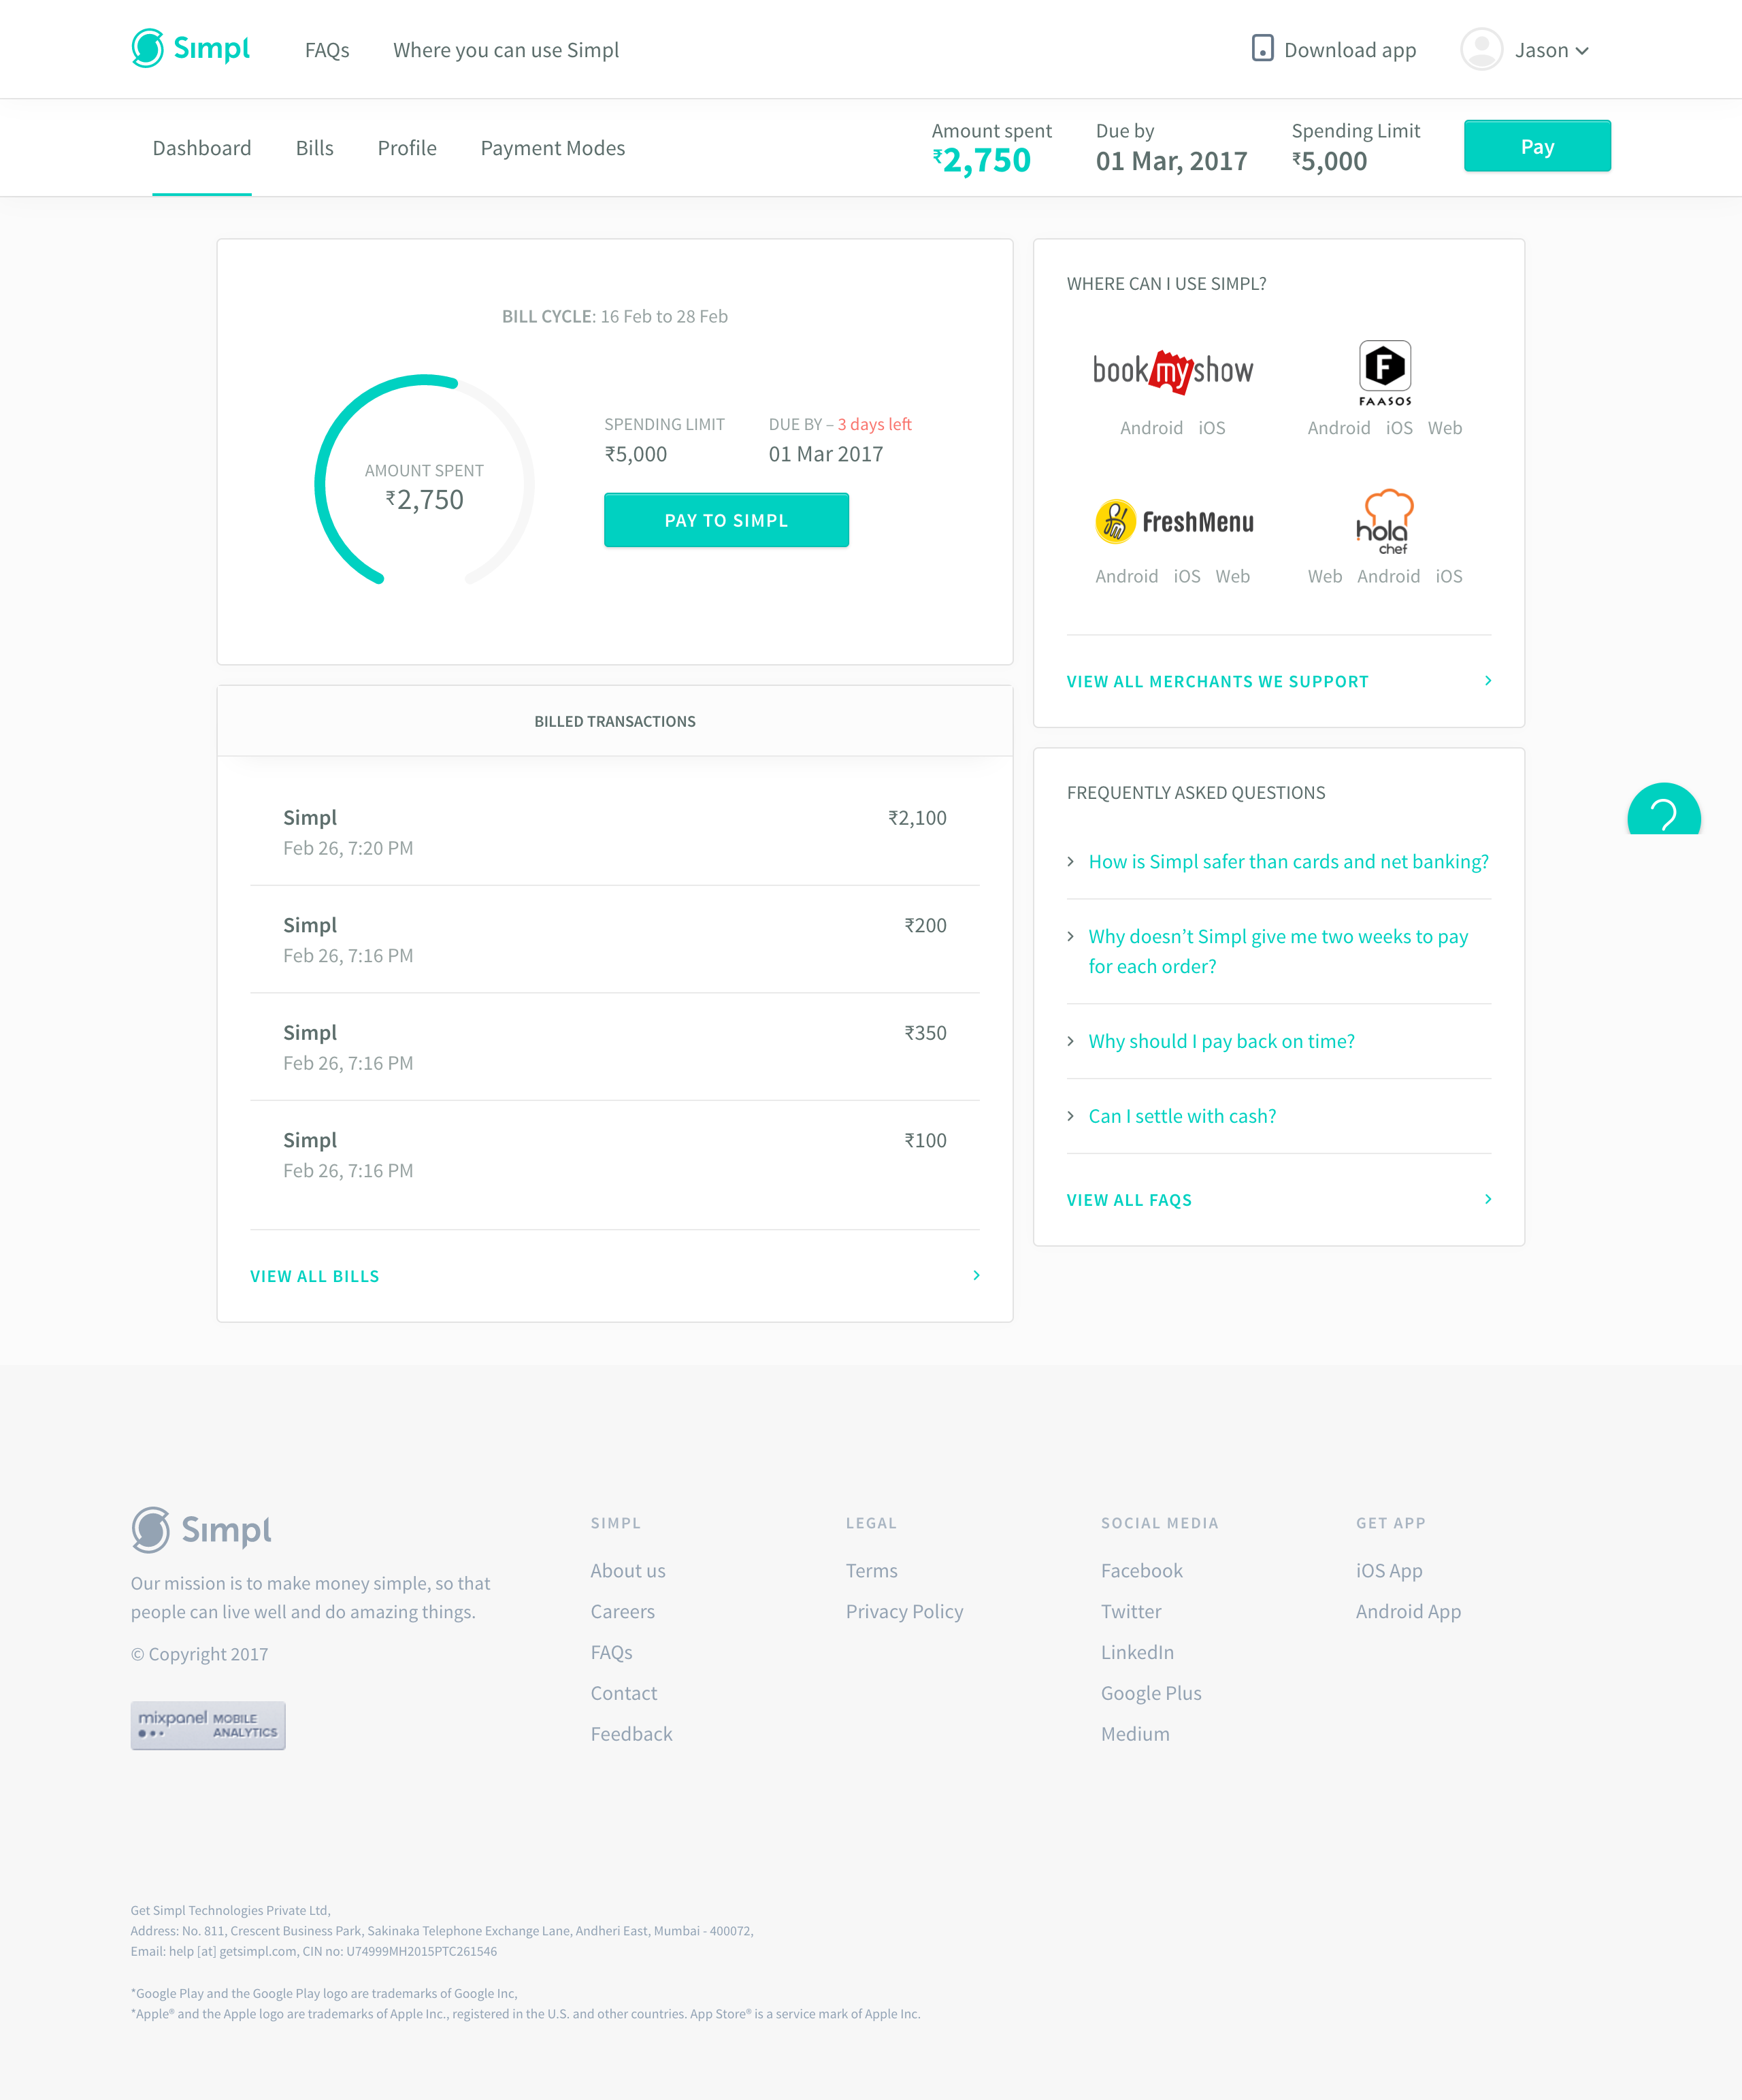 Simpl
FAQs
Where you can use Simpl
Download app
Jason
Dashboard
Bills
Profile
Payment Modes
Amount spent
₹2,750
Due by
01 Mar, 2017
Spending Limit
₹5,000
Pay
BILL CYCLE: 16 Feb to 28 Feb
AMOUNT SPENT
₹2,750
SPENDING LIMIT
₹5,000
DUE BY – 3 days left
01 Mar 2017
PAY TO SIMPL
BILLED TRANSACTIONS
Simpl
₹2,100
Feb 26, 7:20 PM
Simpl
₹200
Feb 26, 7:16 PM
Simpl
₹350
Feb 26, 7:16 PM
Simpl
₹100
Feb 26, 7:16 PM
VIEW ALL BILLS
WHERE CAN I USE SIMPL?
bookmyshow
Android iOS
F
FAASOS
Android iOS Web
FreshMenu
Android iOS Web
hola
chef
Web Android iOS
VIEW ALL MERCHANTS WE SUPPORT
FREQUENTLY ASKED QUESTIONS
How is Simpl safer than cards and net banking?
Why doesn’t Simpl give me two weeks to pay
for each order?
Why should I pay back on time?
Can I settle with cash?
VIEW ALL FAQS
?
Simpl
Our mission is to make money simple, so that
people can live well and do amazing things.
© Copyright 2017
mixpanel MOBILE
ANALYTICS
SIMPL
About us
Careers
FAQs
Contact
Feedback
LEGAL
Terms
Privacy Policy
SOCIAL MEDIA
Facebook
Twitter
LinkedIn
Google Plus
Medium
GET APP
iOS App
Android App
Get Simpl Technologies Private Ltd,
Address: No. 811, Crescent Business Park, Sakinaka Telephone Exchange Lane, Andheri East, Mumbai - 400072,
Email: help [at] getsimpl.com, CIN no: U74999MH2015PTC261546
*Google Play and the Google Play logo are trademarks of Google Inc,
*Apple® and the Apple logo are trademarks of Apple Inc., registered in the U.S. and other countries. App Store® is a service mark of Apple Inc.